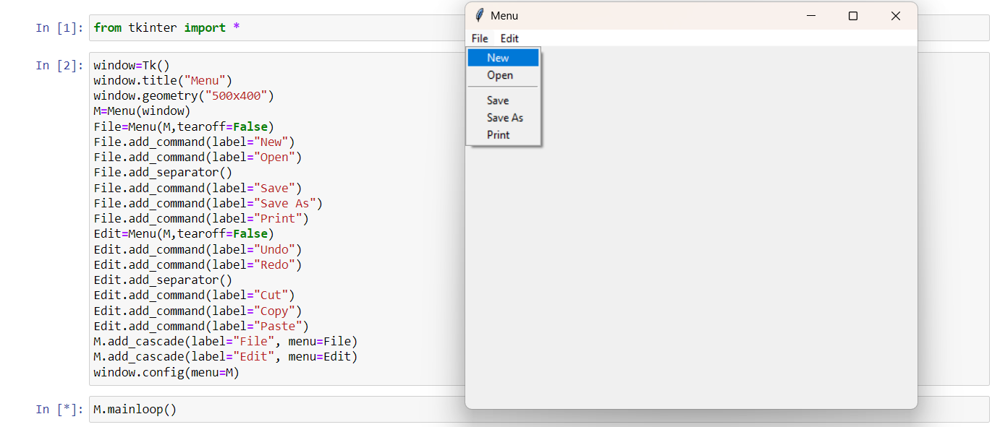 In [1]: from tkinter import *
In [2]: window=Tk()
window.title("Menu")
window.geometry("500x400")
M=Menu(window)
File=Menu(M,tearoff=False)
File.add_command(label="New")
File.add_command(label="Open")
File.add_separator()
File.add_command(label="Save")
File.add_command(label="Save As")
File.add_command(label="Print")
Edit=Menu(M,tearoff=False)
Edit.add_command(label="Undo")
Edit.add_command(label="Redo")
Edit.add_separator()
Edit.add_command(label="Cut")
Edit.add_command(label="Copy")
Edit.add_command(label="Paste")
M.add_cascade(label="File", menu=File)
M.add_cascade(label="Edit", menu=Edit)
window.config(menu=M)
In [*]: M.mainloop()
Menu
File Edit
New
Open
Save
Save As
Print